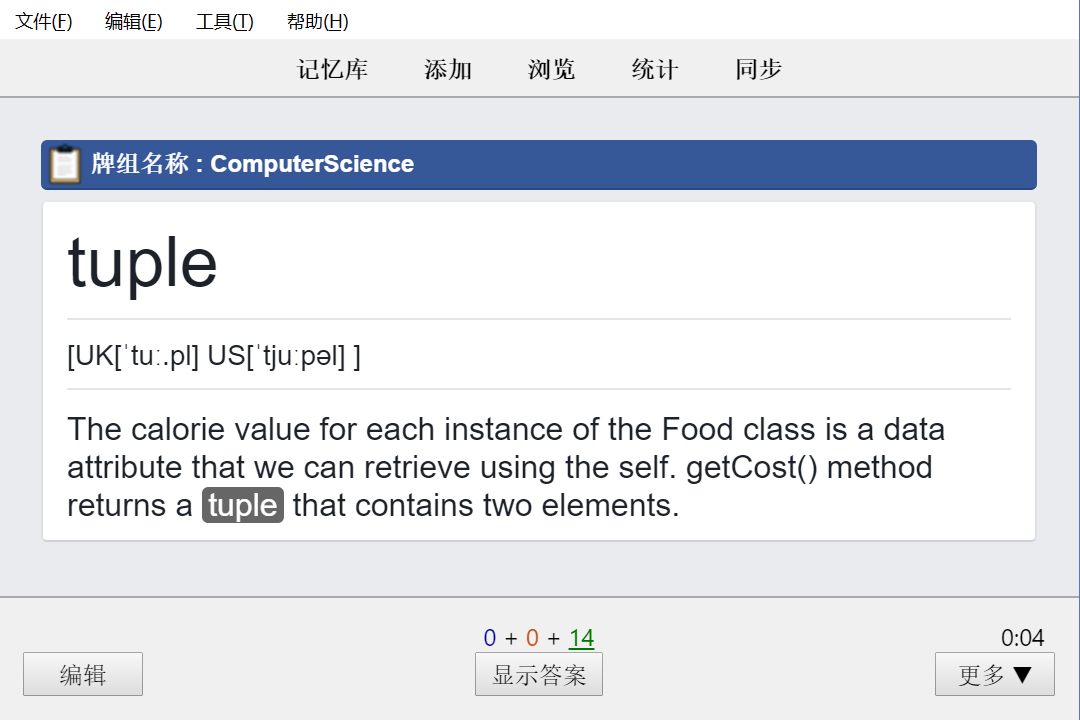 文件(F) 编辑(E) 工具(T) 帮助(H)
记忆库 添加 浏览 统计 同步
牌组名称 : ComputerScience
tuple
[UK[ˈtuː.pl] US[ˈtjuːpəl] ]
The calorie value for each instance of the Food class is a data
attribute that we can retrieve using the self. getCost() method
returns a tuple that contains two elements.
0 + 0 + 14
0:04
编辑 显示答案 更多 ▼